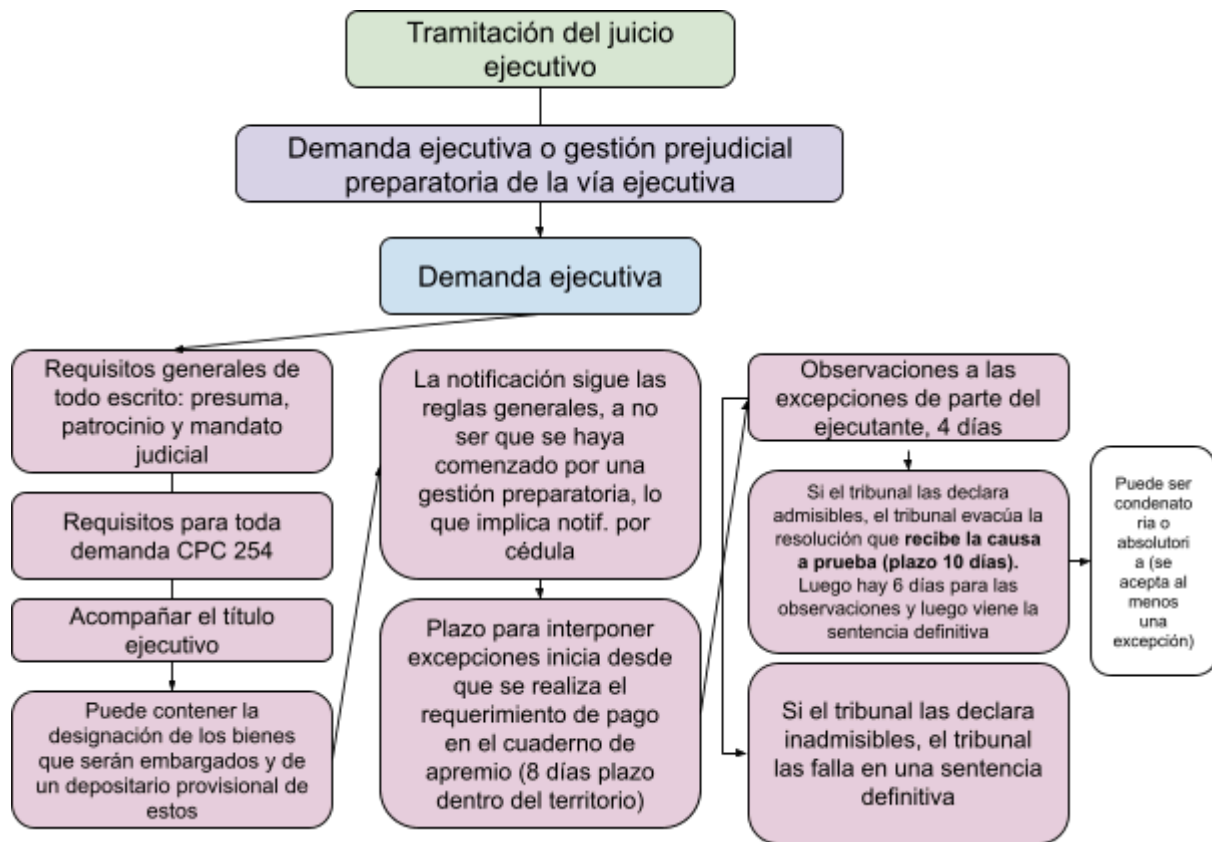 Tramitación del juicio
ejecutivo
Demanda ejecutiva o gestión prejudicial
preparatoria de la vía ejecutiva
Demanda ejecutiva
Requisitos generales de
todo escrito: presuma,
patrocinio y mandato
judicial
Requisitos para toda
demanda CPC 254
Acompañar el título
ejecutivo
Puede contener la
designación de los bienes
que serán embargados y de
un depositario provisional de
estos
La notificación sigue las
reglas generales, a no
ser que se haya
comenzado por una
gestión preparatoria, lo
que implica notif. por
cédula
Plazo para interponer
excepciones inicia desde
que se realiza el
requerimiento de pago
en el cuaderno de
apremio (8 días plazo
dentro del territorio)
Observaciones a las
excepciones de parte del
ejecutante, 4 días
Si el tribunal las declara
admisibles, el tribunal evacúa la
resolución que recibe la causa
a prueba (plazo 10 días).
Luego hay 6 días para las
observaciones y luego viene la
sentencia definitiva
Puede ser
condenato
ria o
absolutori
a (se
acepta al
menos
una
excepción)
Si el tribunal las declara
inadmisibles, el tribunal
las falla en una sentencia
definitiva